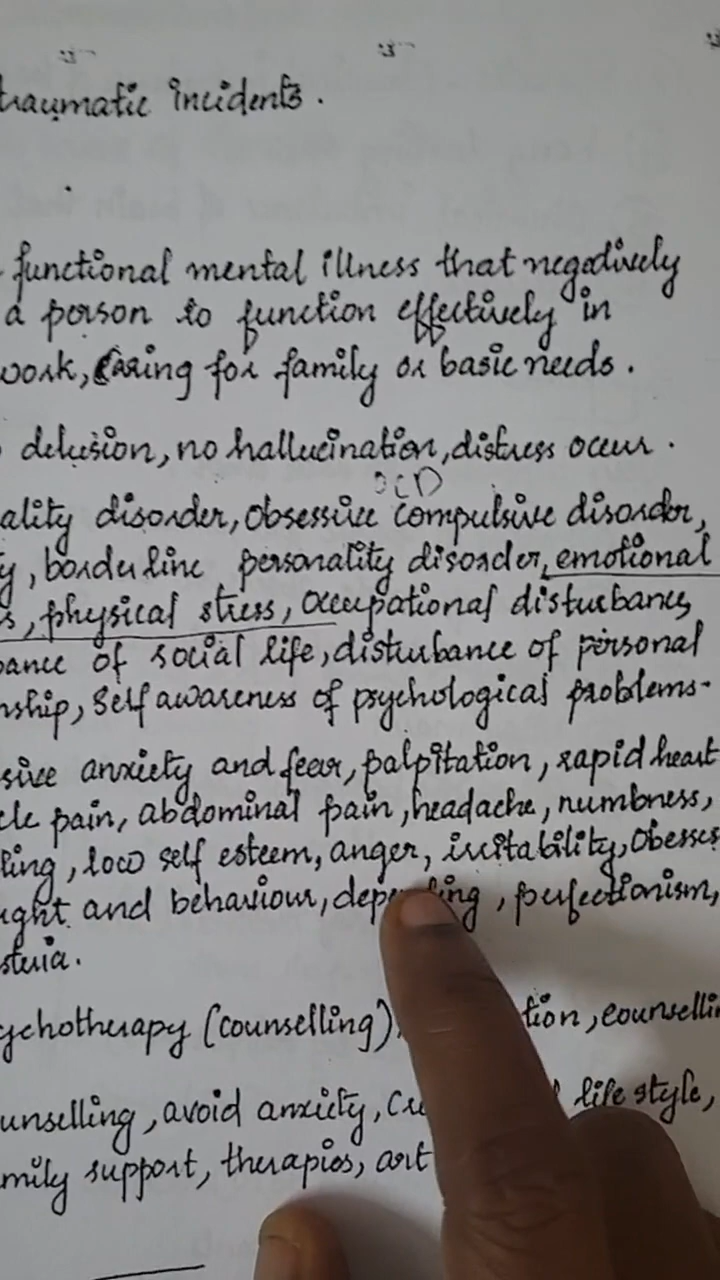 traumatic incidents.
functional mental illness that negatively
a person to function effectively in
work, Caring for family or basic needs.
delusion, no hallucination, distress occur.
OCD
ality disorder, Obsessive compulsive disorder,
y, borderline personality disorder, emotional
s, physical stress, Occupational disturbance,
bance of social life, disturbance of personal
nship, Self awareness of psychological problems-
sive anxiety and fear, palpitation, rapid heart
cle pain, abdominal pain, headache, numbness,
ling, low self esteem, anger, irritability, Obesses
ught and behaviour, , perfectionism,
steria.
ychotherapy (counselling), tion, counsellin
unselling, avoid anxiety, life style,
mily support, therapies, art